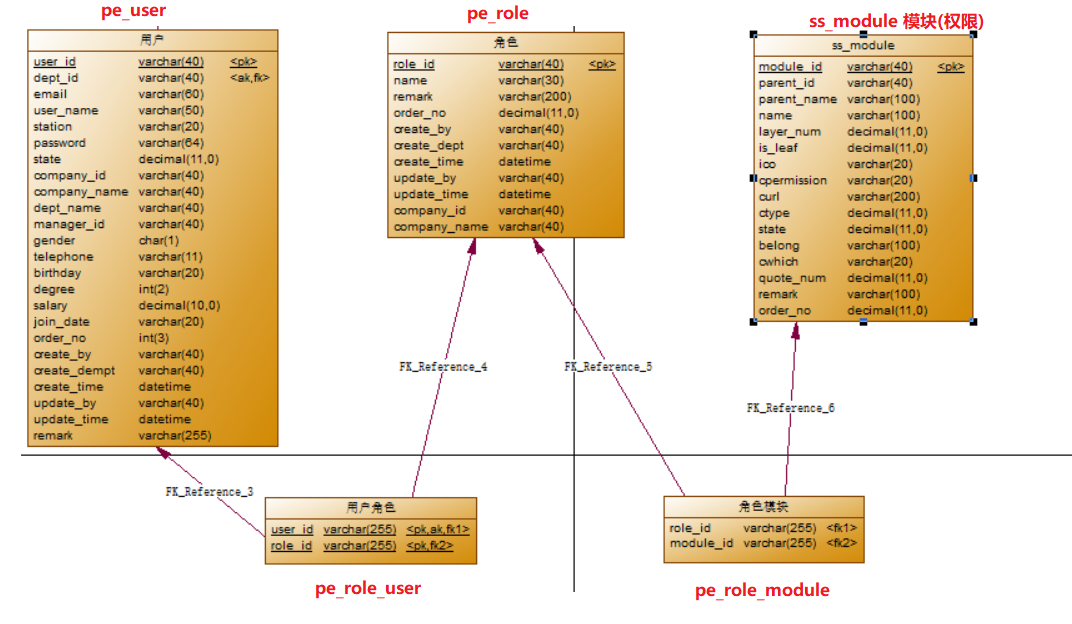 pe_user
pe_role
ss_module 模块(权限)
用户
user_id varchar(40) <pk>
dept_id varchar(40) <ak,fk>
email varchar(60)
user_name varchar(50)
station varchar(20)
password varchar(64)
state decimal(11,0)
company_id varchar(40)
company_name varchar(40)
dept_name varchar(40)
manager_id varchar(40)
gender char(1)
telephone varchar(11)
birthday varchar(20)
degree int(2)
salary decimal(10,0)
join_date varchar(20)
order_no int(3)
create_by varchar(40)
create_dempt varchar(40)
create_time datetime
update_by varchar(40)
update_time datetime
remark varchar(255)
角色
role_id varchar(40) <pk>
name varchar(30)
remark varchar(200)
order_no decimal(11,0)
create_by varchar(40)
create_dept varchar(40)
create_time datetime
update_by varchar(40)
update_time datetime
company_id varchar(40)
company_name varchar(40)
ss_module
module_id varchar(40) <pk>
parent_id varchar(40)
parent_name varchar(100)
name varchar(100)
layer_num decimal(11,0)
is_leaf decimal(11,0)
ico varchar(20)
cpermission varchar(20)
curl varchar(200)
ctype decimal(11,0)
state decimal(11,0)
belong varchar(100)
cwhich varchar(20)
quote_num decimal(11,0)
remark varchar(100)
order_no decimal(11,0)
FK_Reference_4
FK_Reference_5
FK_Reference_6
FK_Reference_3
用户角色
user_id varchar(255) <pk,ak,fk1>
role_id varchar(255) <pk,fk2>
pe_role_user
角色模块
role_id varchar(255) <fk1>
module_id varchar(255) <fk2>
pe_role_module